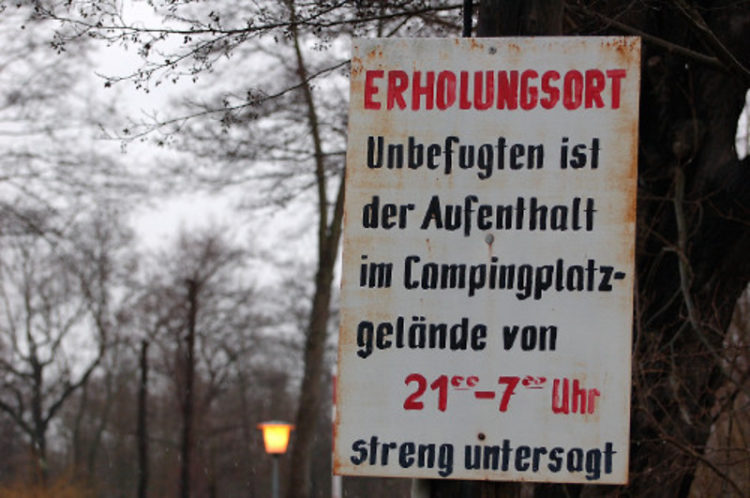 ERHOLUNGSORT
Unbefugten ist
der Aufenthalt
im Campingplatz-
gelände von
21⁰⁰-7⁰⁰ Uhr
streng untersagt